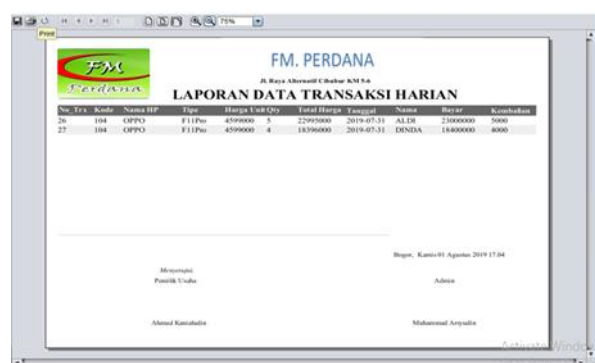 75%
Print
FM
Perdana
FM. PERDANA
Jl. Raya Alternatif Cibubur KM 5-6
LAPORAN DATA TRANSAKSI HARIAN
No_Trx Kode Nama HP Tipe Harga Unit Qty Total Harga Tanggal Nama Bayar Kembalian
26 104 OPPO F11Pro 4599000 5 22995000 2019-07-31 ALDI 23000000 5000
27 104 OPPO F11Pro 4599000 4 18396000 2019-07-31 DINDA 18400000 4000
Bogor, Kamis 01 Agustus 2019 17.04
Menyetujui
Pemilik Usaha
Admin
Ahmad Kamaludin
Muhammad
Activate Window